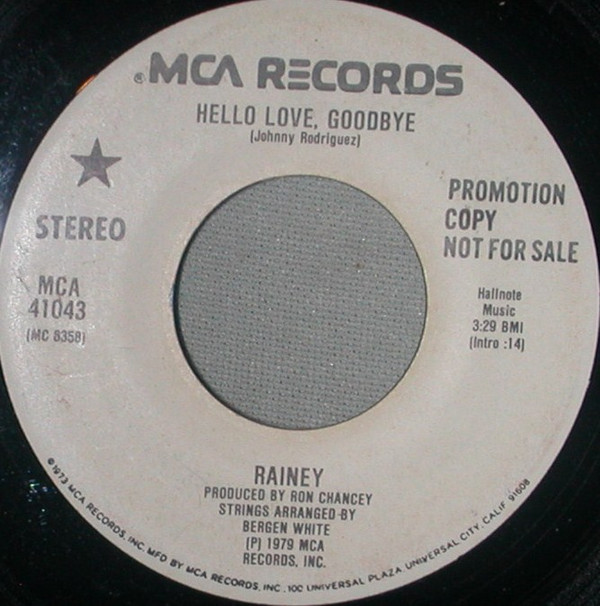 ® MCA RECORDS
HELLO LOVE, GOODBYE
(Johnny Rodriguez)
STEREO
MCA
41043
(MC 8358)
PROMOTION
COPY
NOT FOR SALE
Hallnote
Music
3:29 BMI
(Intro :14)
RAINEY
PRODUCED BY RON CHANCEY
STRINGS ARRANGED BY
BERGEN WHITE
(P) 1979 MCA
RECORDS, INC.
©1973 MCA RECORDS, INC. MFD BY MCA RECORDS, INC., 100 UNIVERSAL PLAZA, UNIVERSAL CITY, CALIF. 91608